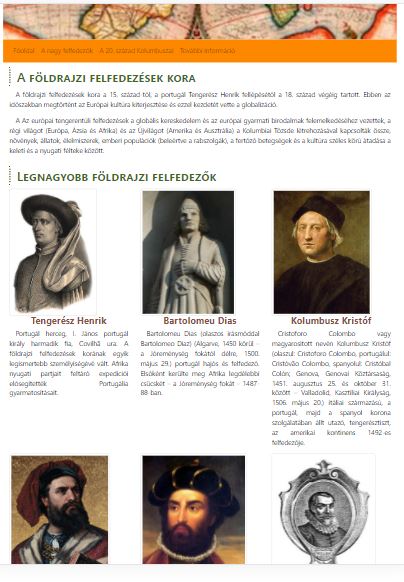 Főoldal A nagy felfedezők A 20. század Kolumbuszai További információ
A földrajzi felfedezések kora
A földrajzi felfedezések kora a 15. század-tól, a portugál Tengerész Henrik fellépésétől a 18. század végéig tartott. Ebben az
időszakban megtörtént az Európai kultúra kiterjesztése és ezzel kezdetét vette a globalizáció.
A Az európai tengerentúli felfedezések a globális kereskedelem és az európai gyarmati birodalmak felemelkedéséhez vezettek, a
régi világot (Európa, Ázsia és Afrika) és az Újvilágot (Amerika és Ausztrália) a Kolumbiai Tőzsde létrehozásával kapcsolták össze,
növények, állatok, élelmiszerek, emberi populációk (beleértve a rabszolgák), a fertőző betegségek és a kultúra széles körű átadása a
keleti és a nyugati félteke között.
Legnagyobb földrajzi felfedezők
Tengerész Henrik
Portugál herceg, I. János portugál
király harmadik fia, Covilhã ura. A
földrajzi felfedezések korának egyik
legismertebb személyiségévé vált. Afrika
nyugati partjait feltáró expedíciói
elősegítették Portugália
gyarmatosításait.
Bartolomeu Dias
Bartolomeu Dias (olaszos írásmóddal
Bartolomeo Diaz) (Algarve, 1450 körül –
a Jóreménység fokától délre, 1500.
május 29.) portugál hajós és felfedező.
Elsőként kerülte meg Afrika legdélebbi
csücskét – a Jóreménység fokát – 1487-
88-ban.
Kolumbusz Kristóf
Cristoforo Colombo vagy
magyarosított nevén Kolumbusz Kristóf
(olaszul: Cristoforo Colombo, portugálul:
Cristóvão Colombo, spanyolul: Cristóbal
Colón; Genova, Genovai Köztársaság,
1451. augusztus 25. és október 31.
között – Valladolid, Kasztíliai Királyság,
1506. május 20.) itáliai származású, a
portugál, majd a spanyol korona
szolgálatában állt utazó, tengerésztiszt,
az amerikai kontinens 1492-es
felfedezője.